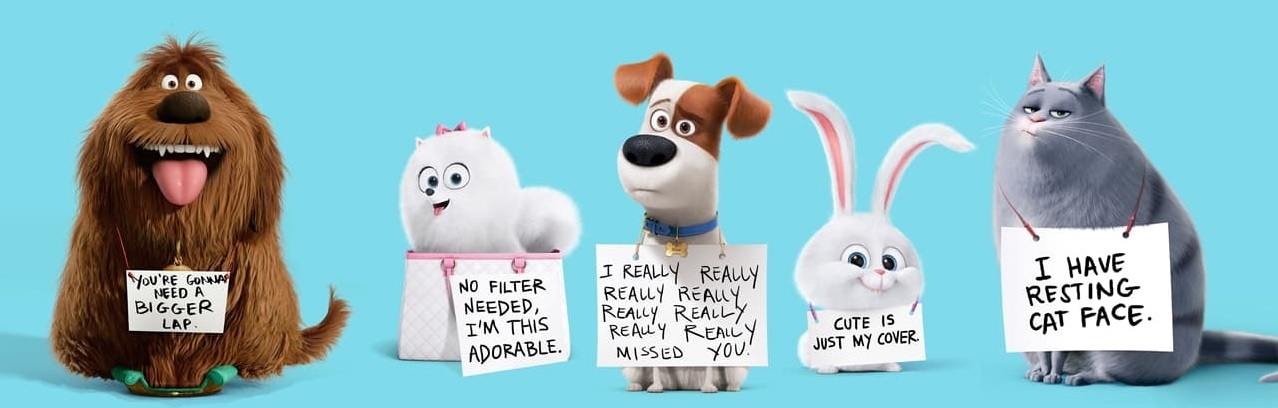 YOU'RE GONNA
NEED A
BIGGER
LAP.
NO FILTER
NEEDED,
I'M THIS
ADORABLE.
I REALLY REALLY
REALLY REALLY
REALLY REALLY
REALLY REALLY
MISSED YOU.
CUTE IS
JUST MY COVER.
I HAVE
RESTING
CAT FACE.